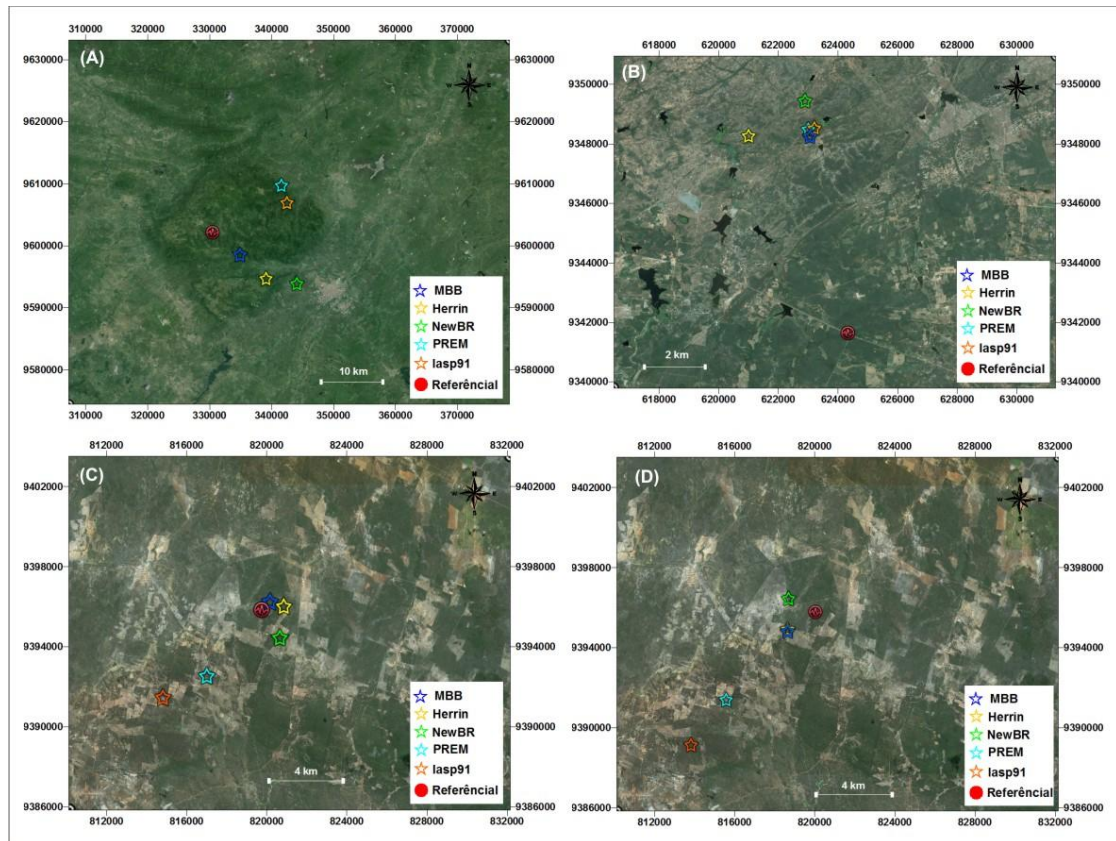 310000 320000 330000 340000 350000 360000 370000
9630000 (A) N 9630000
W E
S
9620000 9620000
9610000 9610000
9600000 9600000
9590000 9590000
9580000 9580000
MBB
Herrin
NewBR
PREM
Iasp91
Referêncial
10 km
310000 320000 330000 340000 350000 360000 370000
618000 620000 622000 624000 626000 628000 630000
9350000 (B) N 9350000
W E
S
9348000 9348000
9346000 9346000
9344000 9344000
9342000 9342000
9340000 9340000
MBB
Herrin
NewBR
PREM
Iasp91
Referêncial
2 km
618000 620000 622000 624000 626000 628000 630000
812000 816000 820000 824000 828000 832000
(C) N
9402000 W E 9402000
S
9398000 9398000
9394000 9394000
9390000 9390000
9386000 9386000
MBB
Herrin
NewBR
PREM
Iasp91
Referêncial
4 km
812000 816000 820000 824000 828000 832000
812000 816000 820000 824000 828000 832000
(D) N
9402000 W E 9402000
S
9398000 9398000
9394000 9394000
9390000 9390000
9386000 9386000
MBB
Herrin
NewBR
PREM
Iasp91
Referêncial
4 km
812000 816000 820000 824000 828000 832000